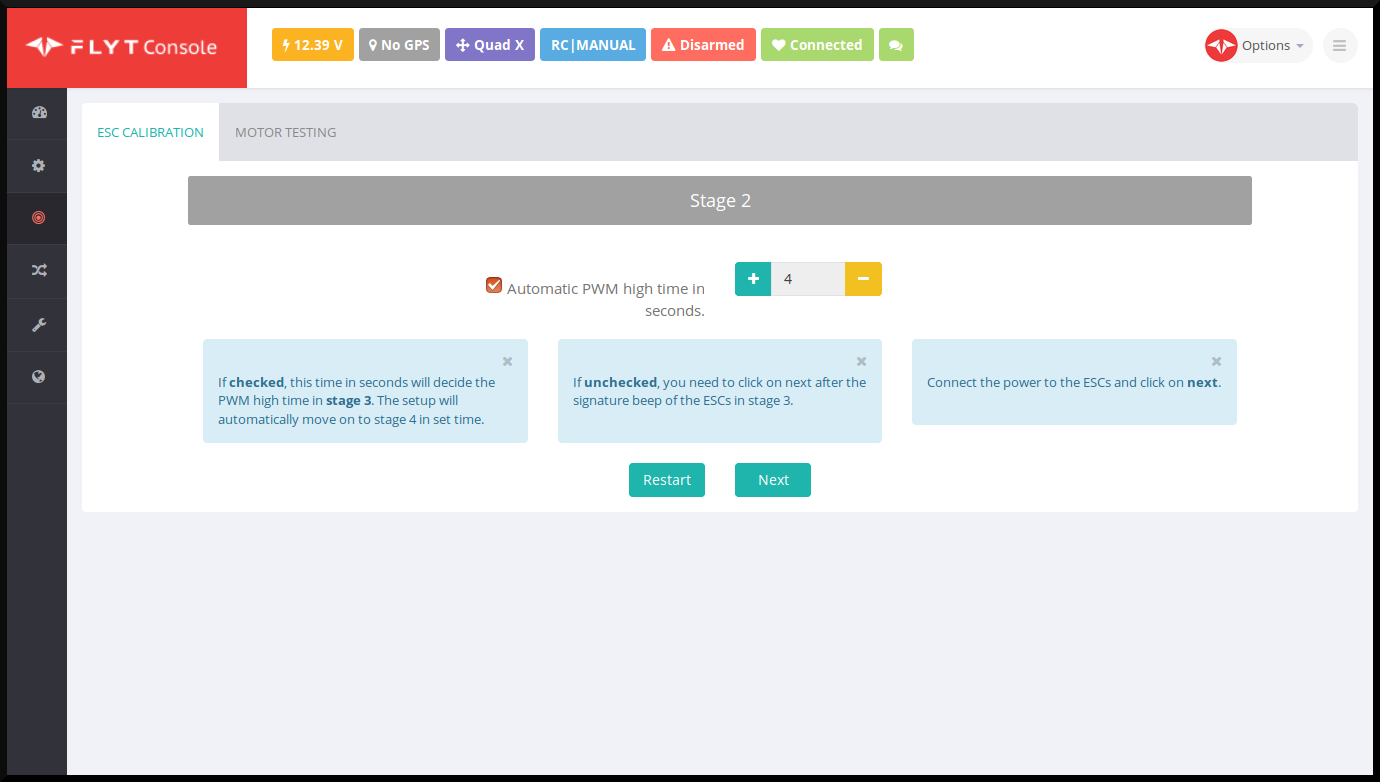 FLYT Console
12.39 V
No GPS
Quad X
RC|MANUAL
Disarmed
Connected
Options
ESC CALIBRATION
MOTOR TESTING
Stage 2
Automatic PWM high time in
seconds.
4
If checked, this time in seconds will decide the
PWM high time in stage 3. The setup will
automatically move on to stage 4 in set time.
If unchecked, you need to click on next after the
signature beep of the ESCs in stage 3.
Connect the power to the ESCs and click on next.
Restart
Next